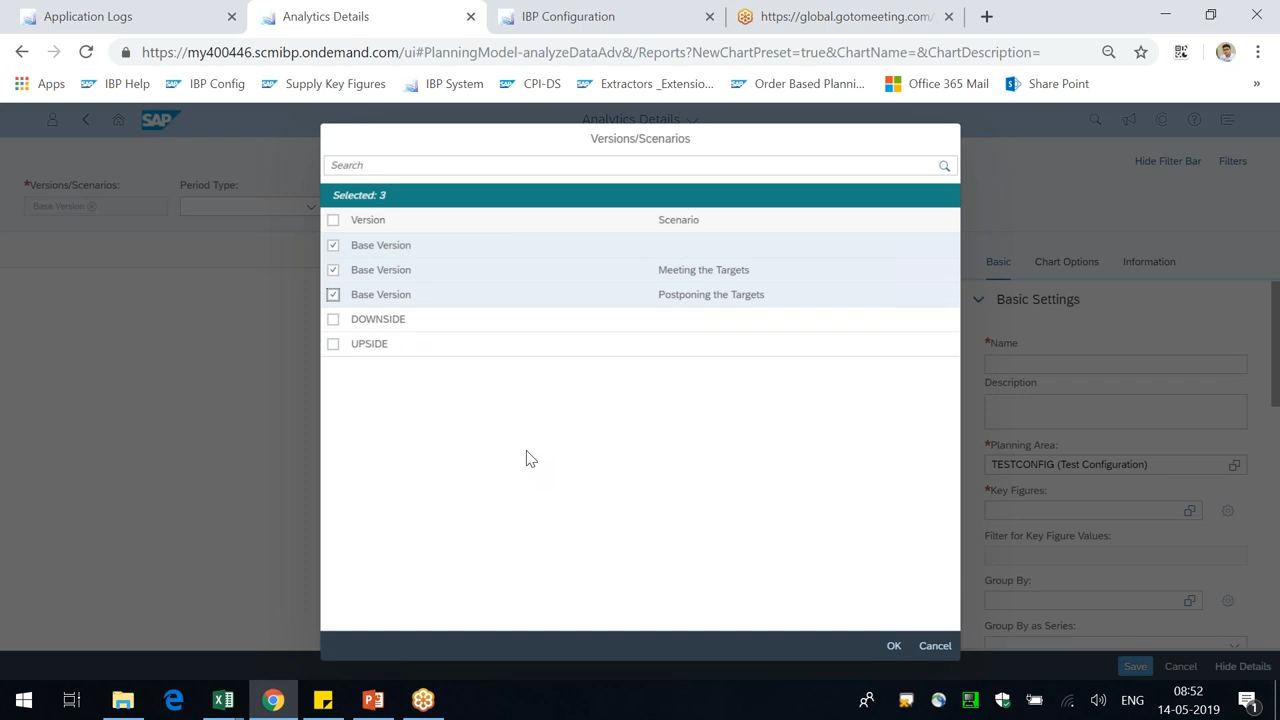 Application Logs
Analytics Details
IBP Configuration
https://global.gotomeeting.com/
https://my400446.scmibp.ondemand.com/ui#PlanningModel-analyzeDataAdv&/Reports?NewChartPreset=true&ChartName=&ChartDescription=
Apps
IBP Help
IBP Config
Supply Key Figures
IBP System
CPI-DS
Extractors _Extensio...
Order Based Planni...
Office 365 Mail
Share Point
»
SAP
Analytics Details
Versions/Scenarios
Hide Filter Bar
Filters
*Versions/Scenarios:
Period Type:
Base Version
Search
Selected: 3
Version
Scenario
Base Version
Base Version
Meeting the Targets
Base Version
Postponing the Targets
DOWNSIDE
UPSIDE
OK
Cancel
Basic
Chart Options
Information
Basic Settings
*Name
Description
*Planning Area:
TESTCONFIG (Test Configuration)
*Key Figures:
Filter for Key Figure Values:
Group By:
Group By as Series:
Save
Cancel
Hide Details
ENG
08:52
14-05-2019
1